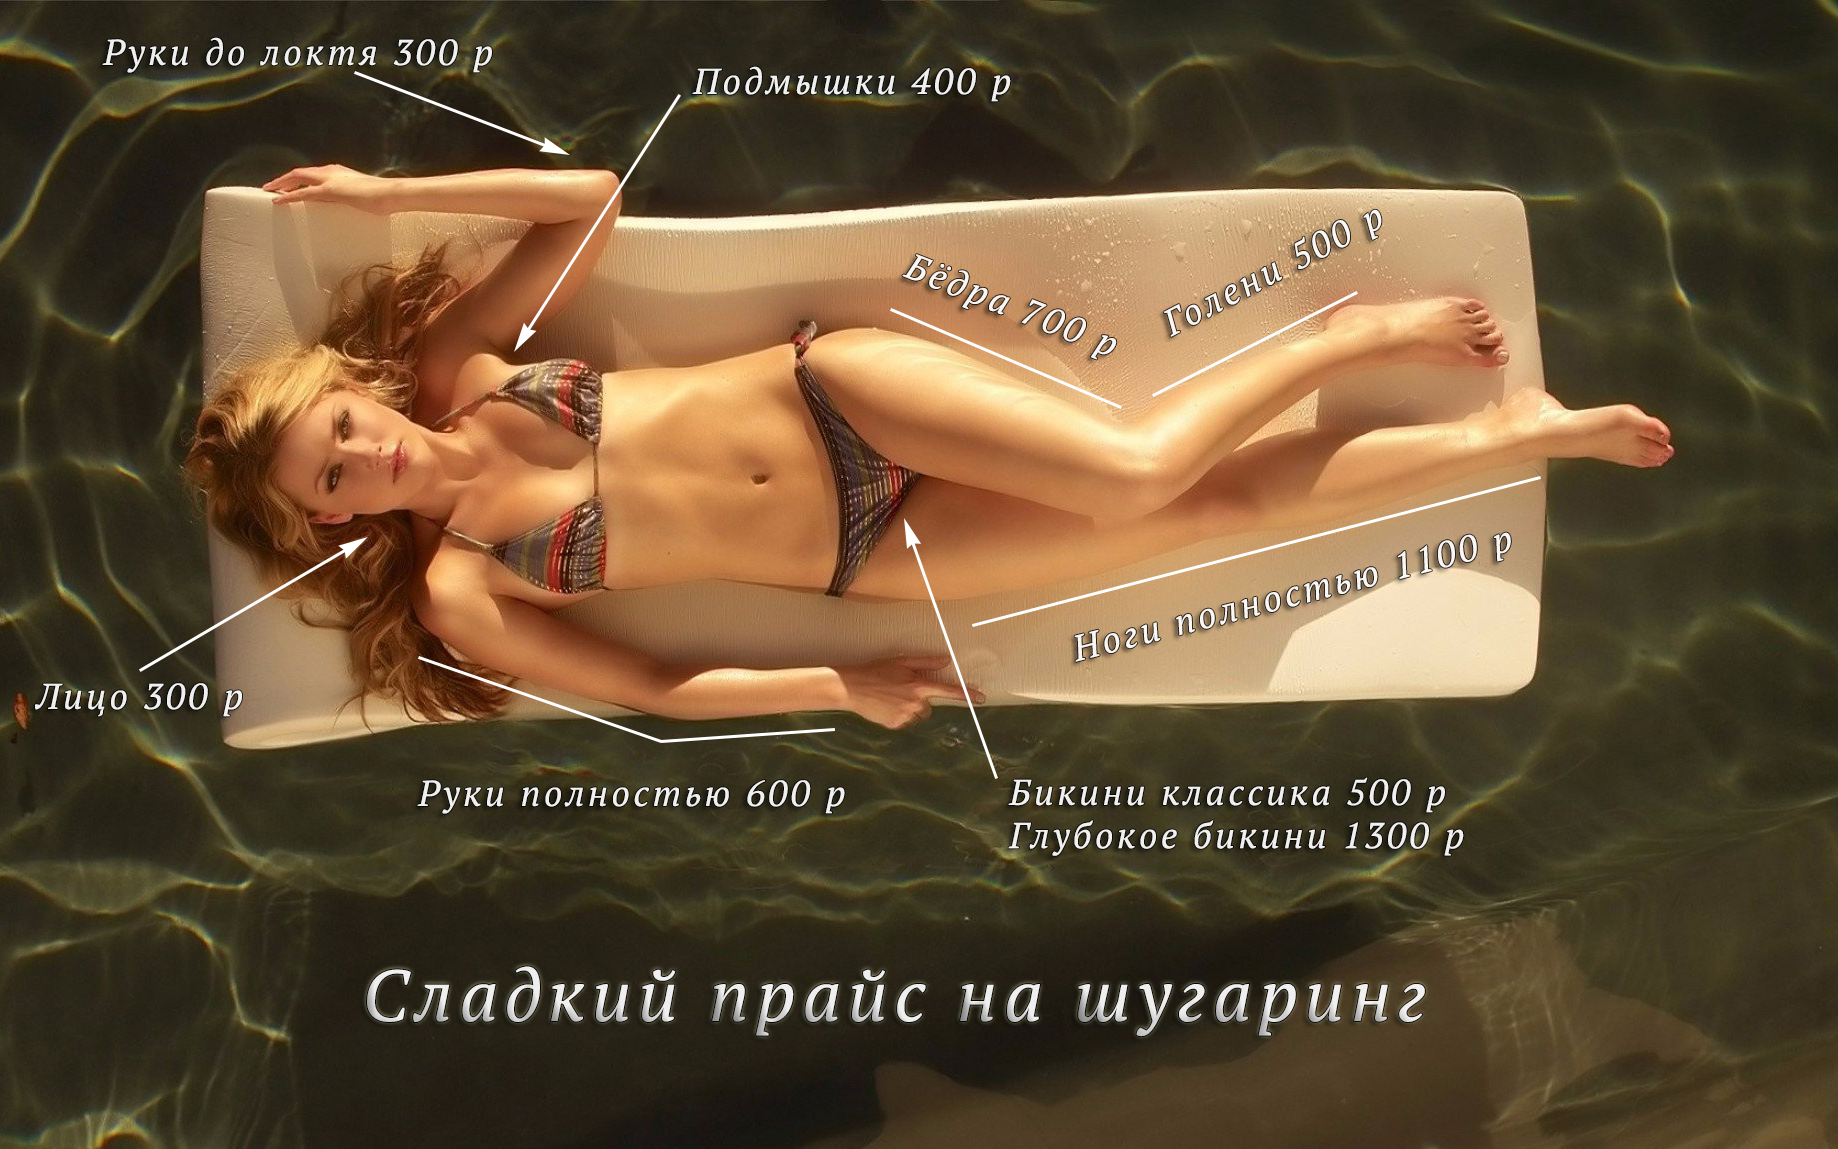 Руки до локтя 300 р
Подмышки 400 р
Бёдра 700 р
Голени 500 р
Ноги полностью 1100 р
Лицо 300 р
Руки полностью 600 р
Бикини классика 500 р
Глубокое бикини 1300 р
Сладкий прайс на шугаринг